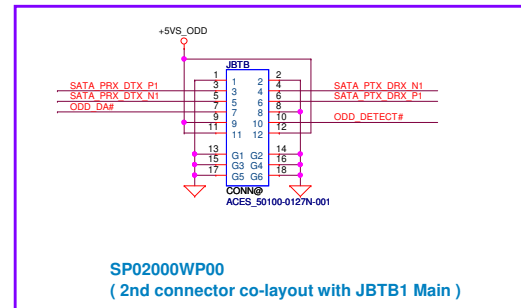 +5VS_ODD
JBTB
1 1 2 2
SATA_PRX_DTX_P1 3 3 4 4 SATA_PTX_DRX_N1
SATA_PRX_DTX_N1 5 5 6 6 SATA_PTX_DRX_P1
ODD_DA# 7 7 8 8
9 9 10 10 ODD_DETECT#
11 11 12 12
13 G1 G2 14
15 G3 G4 16
17 G5 G6 18
CONN@
ACES_50100-0127N-001
SP02000WP00
( 2nd connector co-layout with JBTB1 Main )